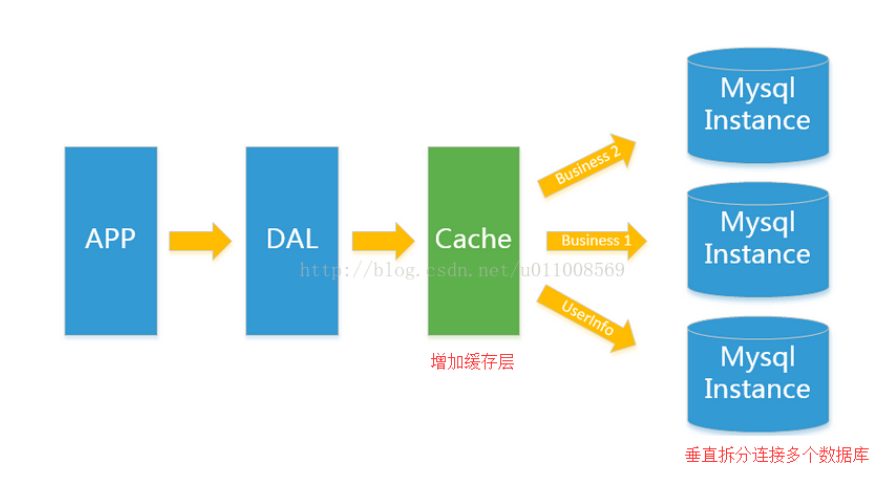 APP
DAL
Cache
Business 2
Business 1
UserInfo
Mysql
Instance
Mysql
Instance
Mysql
Instance
http://blog.csdn.net/u011008569
增加缓存层
垂直拆分连接多个数据库